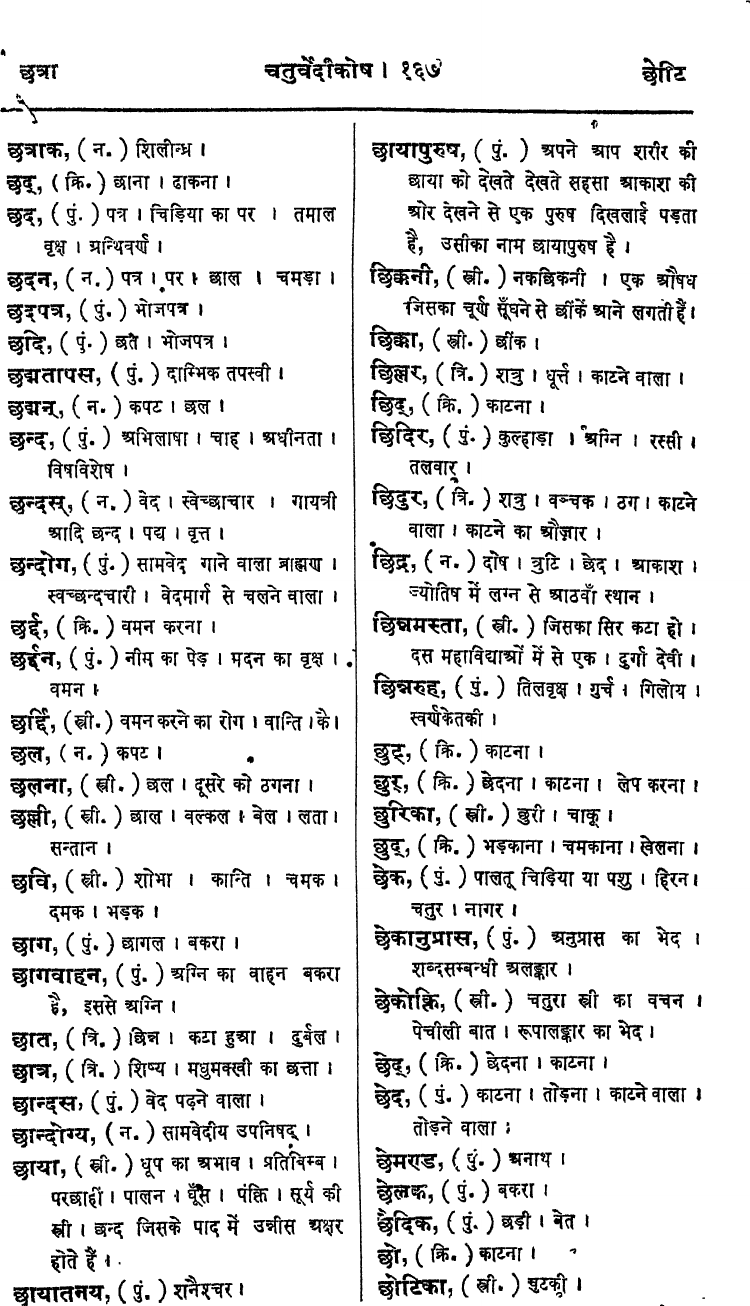 छत्रा चतुर्वेदीकोष। १६७ छोटि
छत्राक, ( न. ) शिलीन्ध्र ।
छद्, (क्रि.) छाना । ढाकना ।
छद, ( पुं. ) पत्र । चिड़िया का पर । तमाल
वृक्ष । ग्रन्थिवर्ण ।
छदन, ( न. ) पत्र । पर । छाल । चमड़ा ।
छदपत्र, ( पुं. ) भोजपत्र ।
छदि, ( पुं. ) छत । भोजपत्र ।
छद्मतापस, ( पुं. ) दाम्भिक तपस्वी ।
छद्मन्, ( न. ) कपट । छल ।
छन्द, ( पुं. ) अभिलाषा । चाह । अधीनता ।
विषविशेष ।
छन्दस्, ( न. ) वेद । स्वेच्छाचार । गायत्री
आदि छन्द । पद्य । वृत्त ।
छन्दोग, ( पुं. ) सामवेद गाने वाला ब्राह्मण ।
स्वच्छन्दचारी । वेदमार्ग से चलने वाला ।
छर्द्द, ( क्रि. ) वमन करना ।
छर्द्दन, ( पुं. ) नीम का पेड़ । मदन का वृक्ष ।
वमन ।
छर्द्दि, (स्त्री.) वमन करने का रोग । वान्ति । कै।
छल, ( न. ) कपट ।
छलना, ( स्त्री. ) छल । दूसरे को ठगना ।
छल्ली, ( स्त्री. ) छाल । वल्कल । बेल । लता ।
सन्तान ।
छवि, ( स्त्री. ) शोभा । कान्ति । चमक ।
दमक । भड़क ।
छाग, ( पुं. ) छागल । बकरा ।
छागवाहन, ( पुं. ) अग्नि का वाहन बकरा
है, इससे अग्नि ।
छात, ( त्रि. ) छिन्न । कटा हुआ । दुर्बल ।
छात्र, ( त्रि. ) शिष्य । मधुमक्खी का छत्ता ।
छान्दस, ( पुं. ) वेद पढ़ने वाला ।
छान्दोग्य, ( न. ) सामवेदीय उपनिषद् ।
छाया, ( स्त्री. ) धूप का अभाव । प्रतिबिम्ब ।
परछाहीं । पालन । घूँस । पंक्ति । सूर्य की
स्त्री । छन्द जिसके पाद में उन्नीस अक्षर
होते हैं ।
छायातनय, ( पुं. ) शनैश्चर।
छायापुरुष, ( पुं. ) अपने आप शरीर की
छाया को देखते देखते सहसा आकाश की
ओर देखने से एक पुरुष दिखलाई पड़ता
है, उसीका नाम छायापुरुष है ।
छिक्कनी, ( स्त्री. ) नकछिकनी । एक औषध
जिसका चूर्ण सूँघने से छींकें आने लगती हैं।
छिक्का, ( स्त्री. ) छींक ।
छित्वर, ( त्रि. ) शत्रु । धूर्त्त । काटने वाला ।
छिद्, ( क्रि. ) काटना ।
छिदिर, ( पुं. ) कुल्हाड़ा । अग्नि । रस्सी ।
तलवार ।
छिदुर, ( त्रि. ) शत्रु । वञ्चक । ठग । काटने
वाला । काटने का औज़ार ।
छिद्र, ( न. ) दोष । त्रुटि । छेद । आकाश ।
ज्योतिष में लग्न से आठवाँ स्थान ।
छिन्नमस्ता, ( स्त्री. ) जिसका सिर कटा हो ।
दस महाविद्याओं में से एक । दुर्गा देवी ।
छिन्नरुह, ( पुं. ) तिलवृक्ष । गुर्च । गिलोय ।
स्वर्णकेतकी ।
छुट्, ( क्रि. ) काटना ।
छुर्, ( क्रि. ) छेदना । काटना । लेप करना ।
छुरिका, ( स्त्री. ) छुरी । चाकू ।
छृद्, ( क्रि. ) भड़काना । चमकाना । खेलना ।
छेक, ( पुं. ) पालतू चिड़िया या पशु । हिरन।
चतुर । नागर ।
छेकानुप्रास, ( पुं. ) अनुप्रास का भेद ।
शब्दसम्बन्धी अलङ्कार ।
छेकोक्ति, ( स्त्री. ) चतुरा स्त्री का वचन ।
पेचीली बात । रूपालङ्कार का भेद ।
छेद्, ( क्रि. ) छेदना । काटना ।
छेद, ( पुं. ) काटना । तोड़ना । काटने वाला ।
तोड़ने वाला ।
छेमण्ड, ( पुं. ) अनाथ ।
छेलक, ( पुं. ) बकरा ।
छैदिक, ( पुं. ) छड़ी । बेत ।
छो, ( क्रि. ) काटना ।
छोटिका, ( स्त्री. ) चुटकी ।